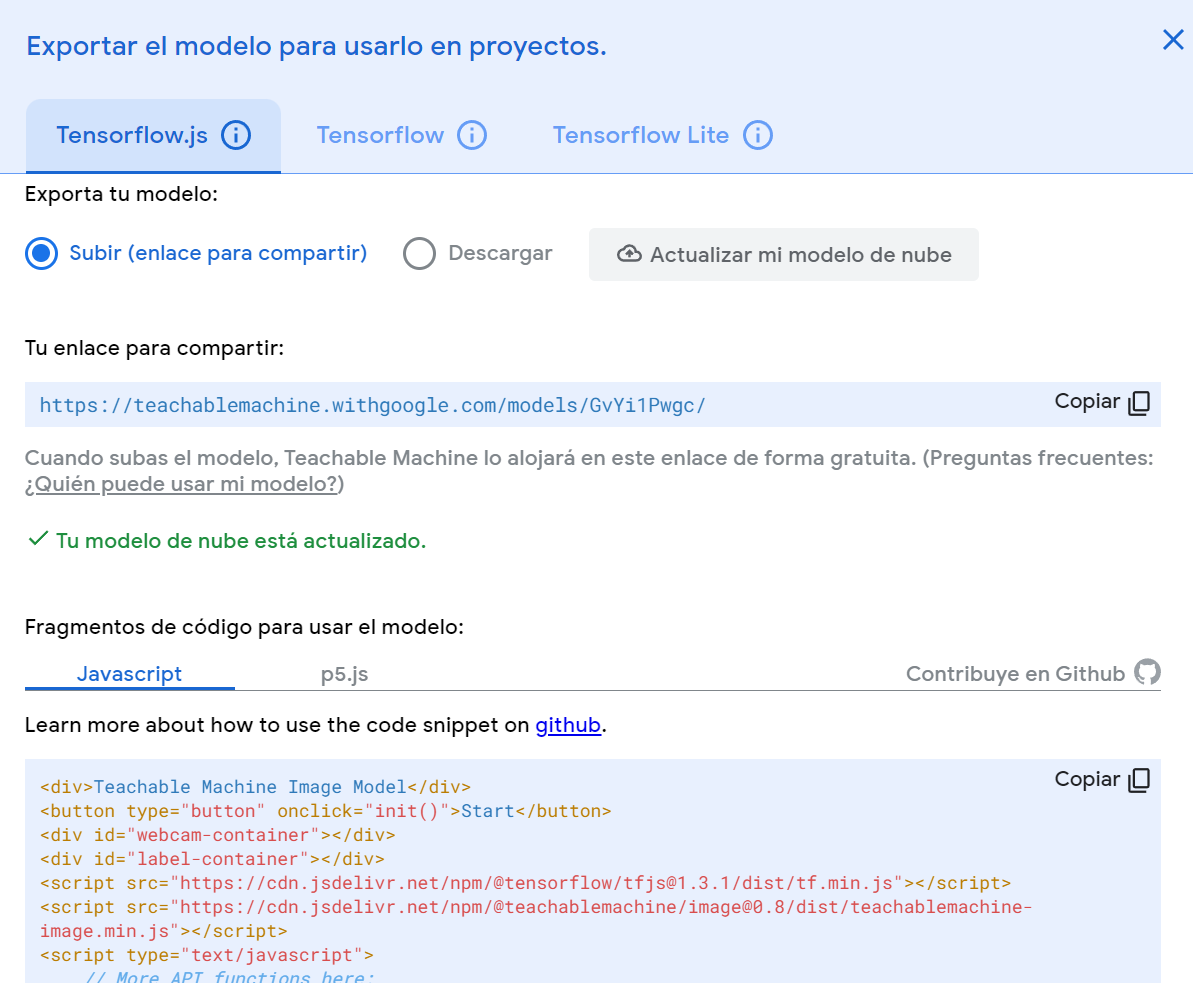 Exportar el modelo para usarlo en proyectos.
Tensorflow.js
Tensorflow
Tensorflow Lite
Exporta tu modelo:
Subir (enlace para compartir)
Descargar
Actualizar mi modelo de nube
Tu enlace para compartir:
https://teachablemachine.withgoogle.com/models/GvYi1Pwgc/
Copiar
Cuando subas el modelo, Teachable Machine lo alojará en este enlace de forma gratuita. (Preguntas frecuentes:
¿Quién puede usar mi modelo?)
Tu modelo de nube está actualizado.
Fragmentos de código para usar el modelo:
Javascript
p5.js
Contribuye en Github
Learn more about how to use the code snippet on github.
Copiar
<div>Teachable Machine Image Model</div>
<button type="button" onclick="init()">Start</button>
<div id="webcam-container"></div>
<div id="label-container"></div>
<script src="https://cdn.jsdelivr.net/npm/@tensorflow/tfjs@1.3.1/dist/tf.min.js"></script>
<script src="https://cdn.jsdelivr.net/npm/@teachablemachine/image@0.8/dist/teachablemachine-
image.min.js"></script>
<script type="text/javascript">
// More API functions here: